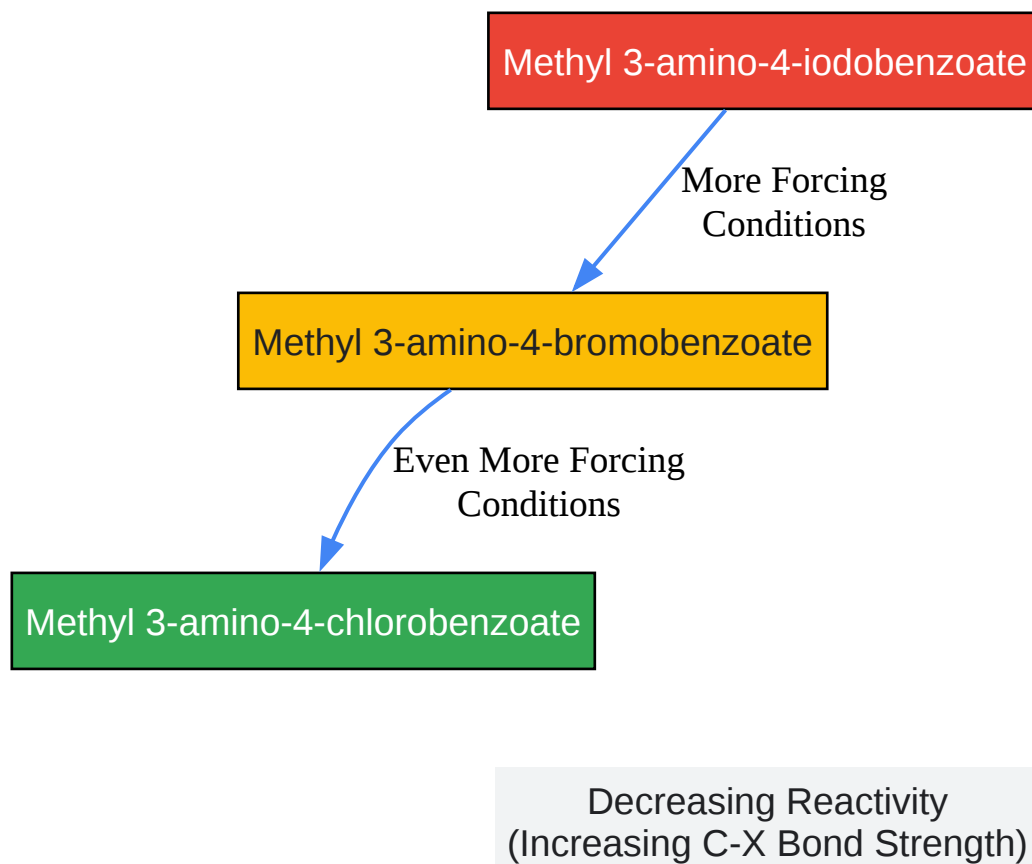 Methyl 3-amino-4-iodobenzoate
More Forcing
Conditions
Methyl 3-amino-4-bromobenzoate
Even More Forcing
Conditions
Methyl 3-amino-4-chlorobenzoate
Decreasing Reactivity
(Increasing C-X Bond Strength)